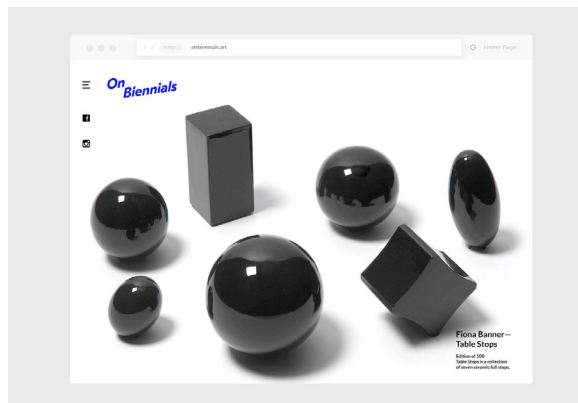 http://
onbiennials.art
Home Page
On
Biennials
Fiona Banner—
Table Stops
Edition of 100
Table Stops is a collection
of seven ceramic full stops.